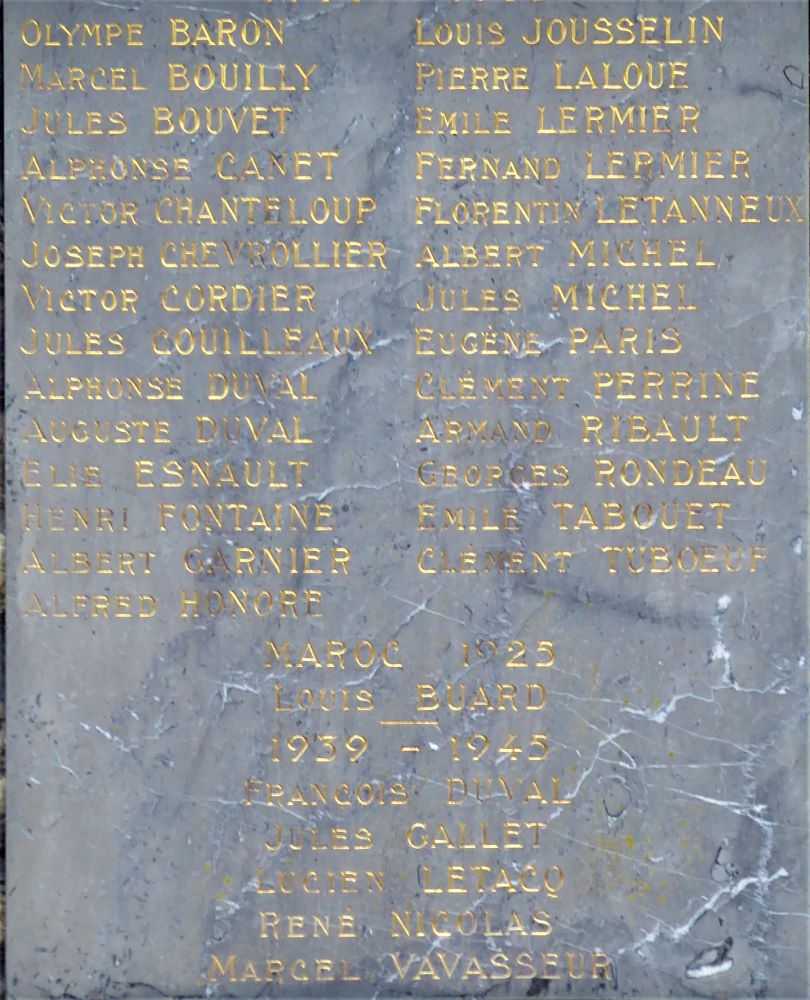 OLYMPE BARON
MARCEL BOUILLY
JULES BOUVET
ALPHONSE CANET
VICTOR CHANTELOUP
JOSEPH CHEVROLLIER
VICTOR CORDIER
JULES COUILLEAUX
ALPHONSE DUVAL
AUGUSTE DUVAL
ELIE ESNAULT
HENRI FONTAINE
ALBERT GARNIER
ALFRED HONORE
LOUIS JOUSSELIN
PIERRE LALOUE
EMILE LERMIER
FERNAND LERMIER
FLORENTIN LETANNEUX
ALBERT MICHEL
JULES MICHEL
EUGÈNE PARIS
CLÉMENT PERRINE
ARMAND RIBAULT
GEORGES RONDEAU
EMILE TABOUET
CLÉMENT TUBOEUF
MAROC 1925
LOUIS BUARD
1939 - 1945
FRANÇOIS DUVAL
JULES GALLET
LUCIEN LETACQ
RENÉ NICOLAS
MARCEL VAVASSEUR